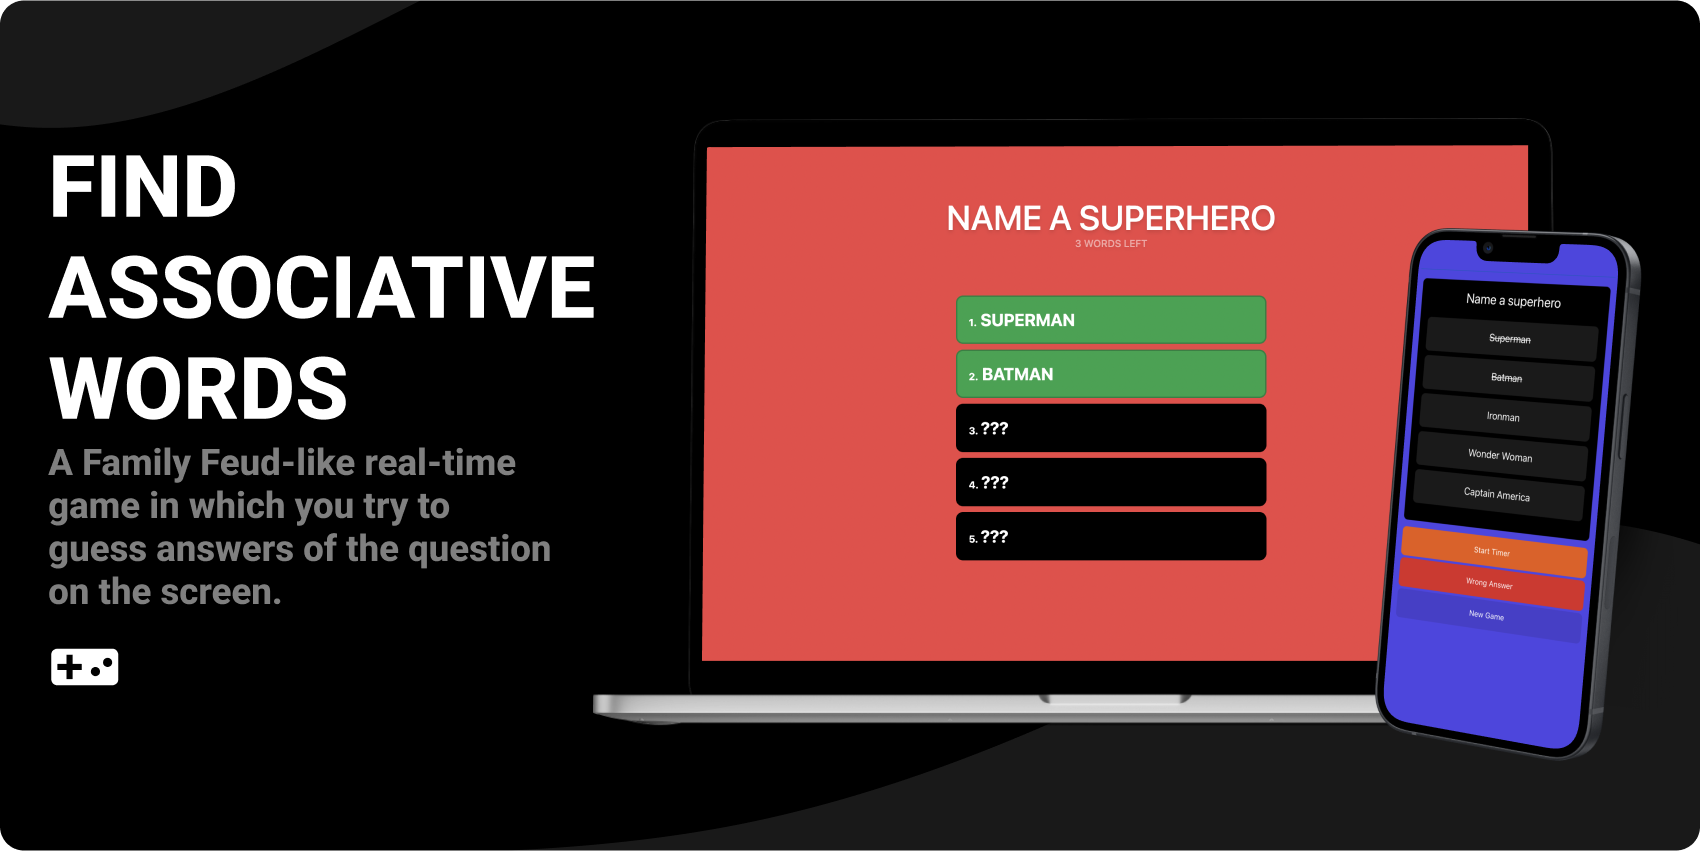 FIND
ASSOCIATIVE
WORDS
A Family Feud-like real-time
game in which you try to
guess answers of the question
on the screen.
NAME A SUPERHERO
3 WORDS LEFT
1. SUPERMAN
2. BATMAN
3. ???
4. ???
5. ???
Name a superhero
Superman
Batman
Ironman
Wonder Woman
Captain America
Start Timer
Wrong Answer
New Game